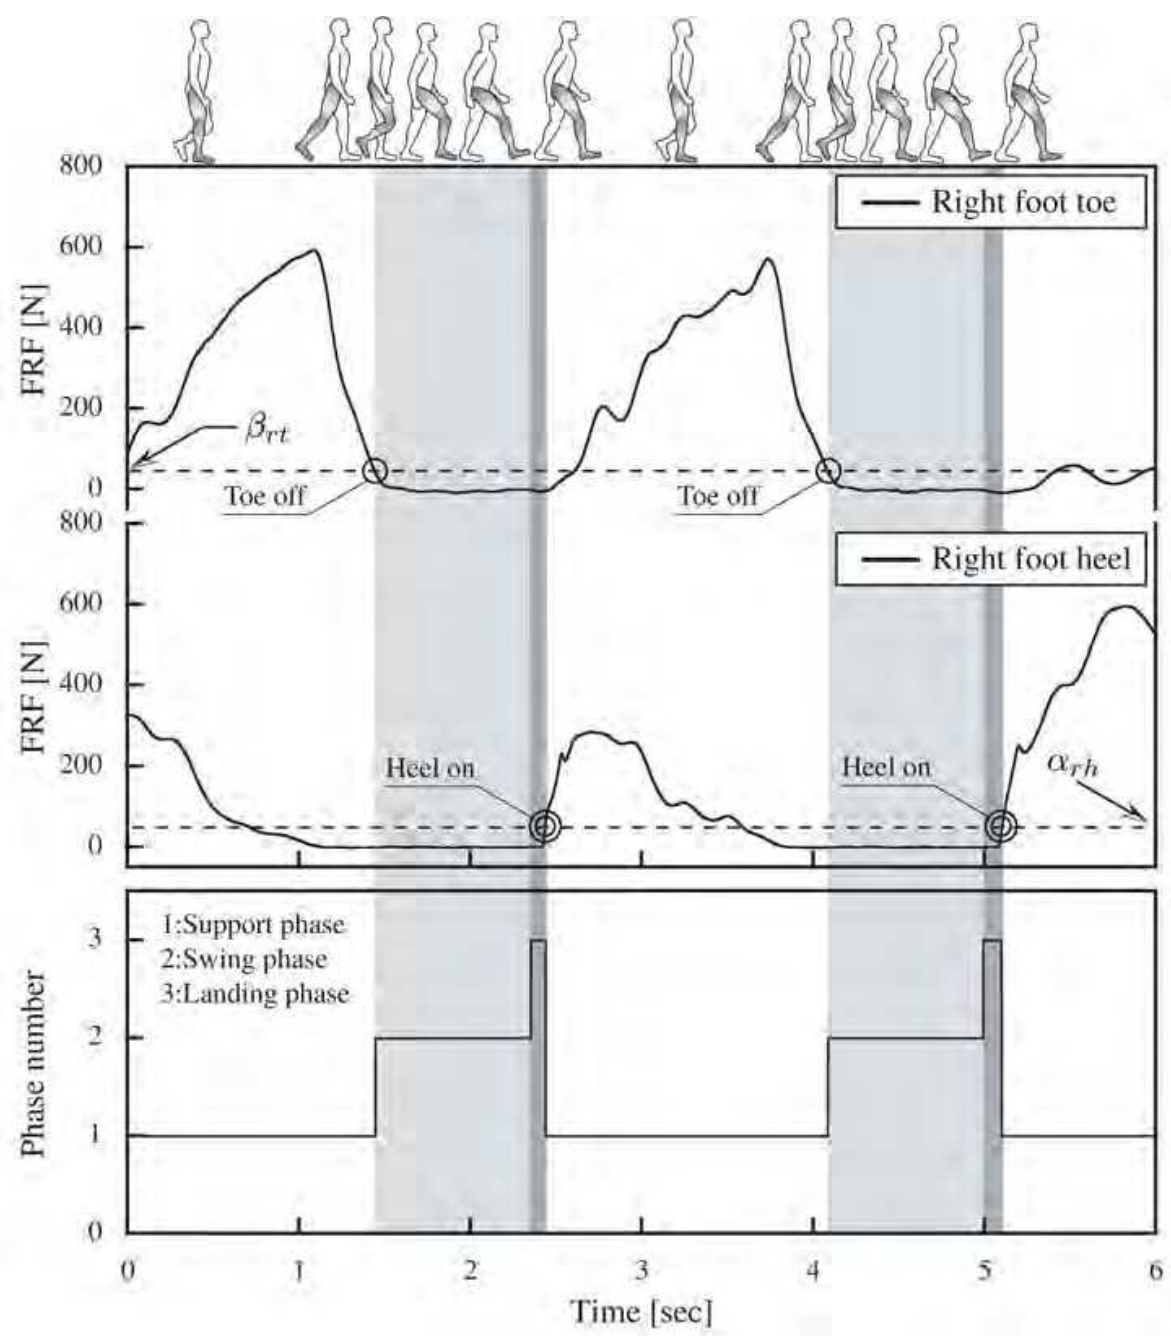 800
Right foot toe
600
FRF [N]
400
200
βrt
0
Toe off
Toe off
800
Right foot heel
600
FRF [N]
400
200
Heel on
Heel on
αrh
0
1:Support phase
2:Swing phase
3:Landing phase
3
Phase number
2
1
0
0 1 2 3 4 5 6
Time [sec]